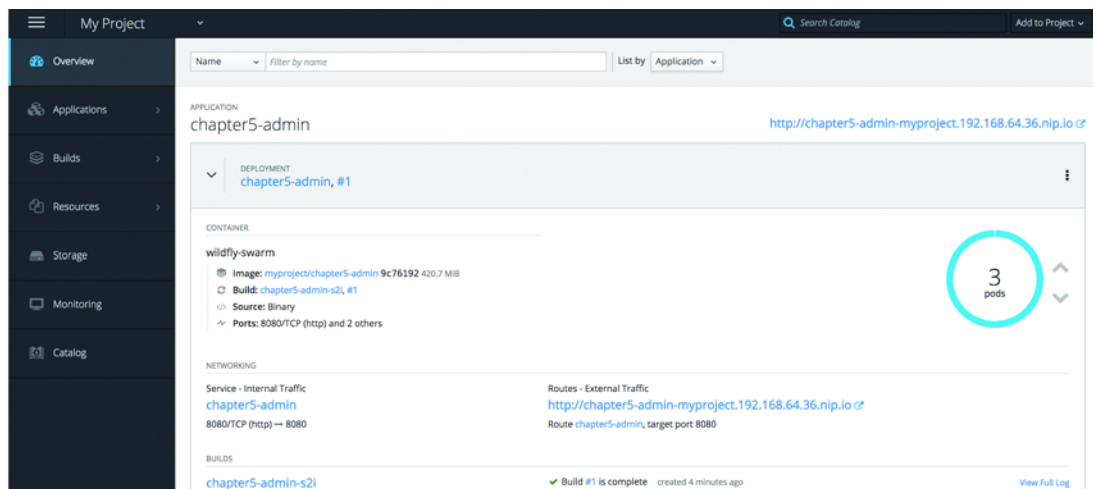 My Project
Search Catalog
Add to Project
Overview
Applications
Builds
Resources
Storage
Monitoring
Catalog
Name
Filter by name
List by
Application
APPLICATION
chapter5-admin
http://chapter5-admin-myproject.192.168.64.36.nip.io
DEPLOYMENT
chapter5-admin, #1
CONTAINER
wildfly-swarm
Image: myproject/chapter5-admin 9c76192 420.7 MiB
Build: chapter5-admin-s2i, #1
Source: Binary
Ports: 8080/TCP (http) and 2 others
3
pods
NETWORKING
Service - Internal Traffic
chapter5-admin
8080/TCP (http) → 8080
Routes - External Traffic
http://chapter5-admin-myproject.192.168.64.36.nip.io
Route chapter5-admin, target port 8080
BUILDS
chapter5-admin-s2i
Build #1 is complete created 4 minutes ago
View Full Log